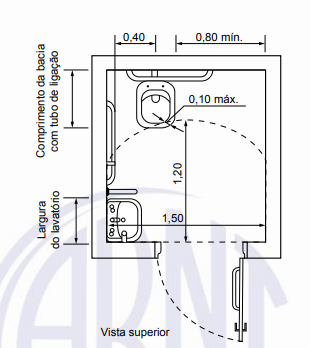 0,40
0,80 mín.
Comprimento da bacia
com tubo de ligação
0,10 máx.
1,20
Largura
do lavatório
1,50
ABNT
Vista superior